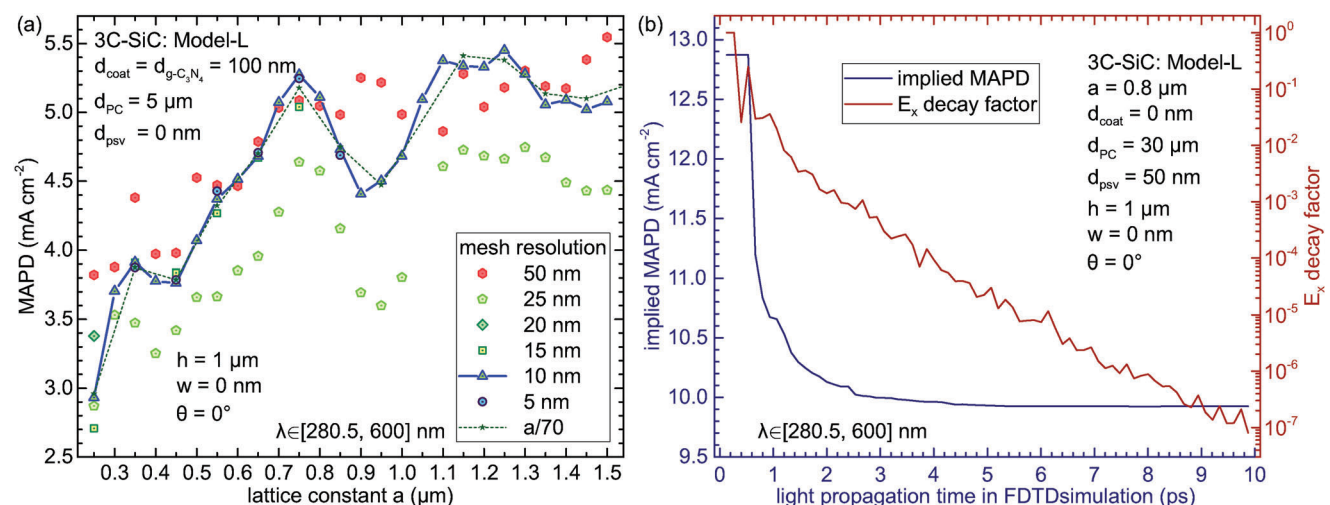 (a)
3C-SiC: Model-L
d_coat = d_g-C₃N₄ = 100 nm
d_PC = 5 µm
d_psv = 0 nm
MAPD (mA cm⁻²)
5.5
5.0
4.5
4.0
3.5
3.0
2.5
mesh resolution
50 nm
25 nm
20 nm
15 nm
10 nm
5 nm
a/70
h = 1 µm
w = 0 nm
θ = 0°
λ∈[280.5, 600] nm
0.3 0.4 0.5 0.6 0.7 0.8 0.9 1.0 1.1 1.2 1.3 1.4 1.5
lattice constant a (µm)
(b)
implied MAPD (mA cm⁻²)
13.0
12.5
12.0
11.5
11.0
10.5
10.0
9.5
implied MAPD
E_x decay factor
3C-SiC: Model-L
a = 0.8 µm
d_coat = 0 nm
d_PC = 30 µm
d_psv = 50 nm
h = 1 µm
w = 0 nm
θ = 0°
λ∈[280.5, 600] nm
10⁰
10⁻¹
10⁻²
10⁻³
10⁻⁴
10⁻⁵
10⁻⁶
10⁻⁷
E_x decay factor
0 1 2 3 4 5 6 7 8 9 10
light propagation time in FDTDsimulation (ps)